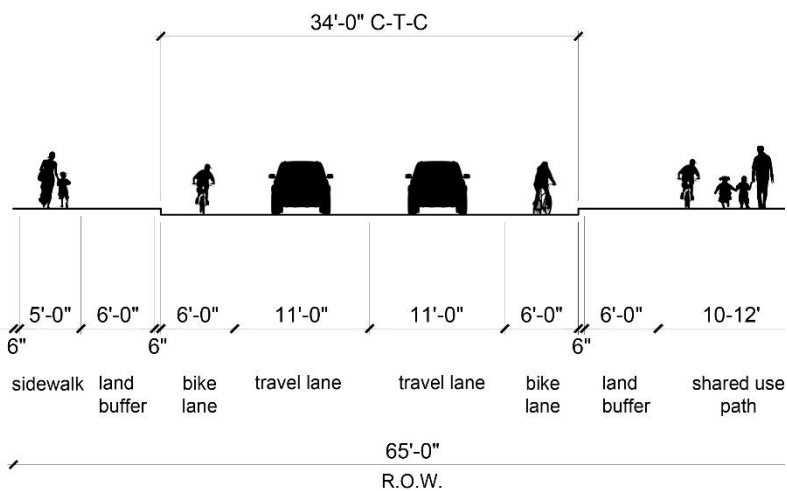 34'-0" C-T-C
5'-0" 6'-0" 6'-0" 11'-0" 11'-0" 6'-0" 6'-0" 10-12'
6" 6" 6"
sidewalk land buffer bike lane travel lane travel lane bike lane land buffer shared use path
65'-0"
R.O.W.